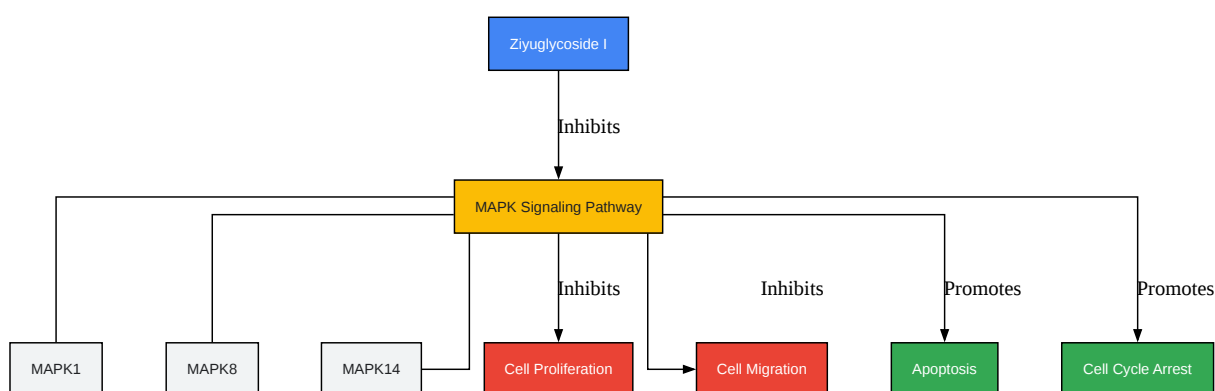 Ziyuglycoside I
Inhibits
MAPK Signaling Pathway
Inhibits
Inhibits
Promotes
Promotes
MAPK1
MAPK8
MAPK14
Cell Proliferation
Cell Migration
Apoptosis
Cell Cycle Arrest